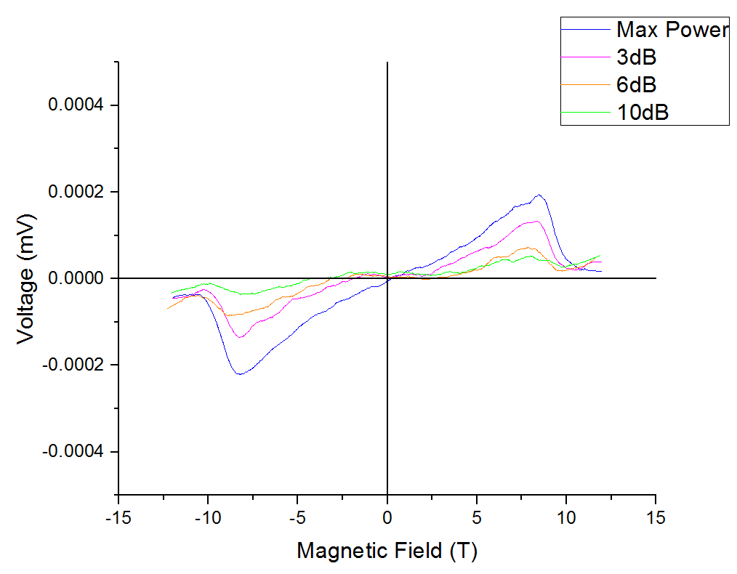 Max Power
3dB
6dB
10dB
0.0004
0.0002
0.0000
-0.0002
-0.0004
-15
-10
-5
0
5
10
15
Voltage (mV)
Magnetic Field (T)